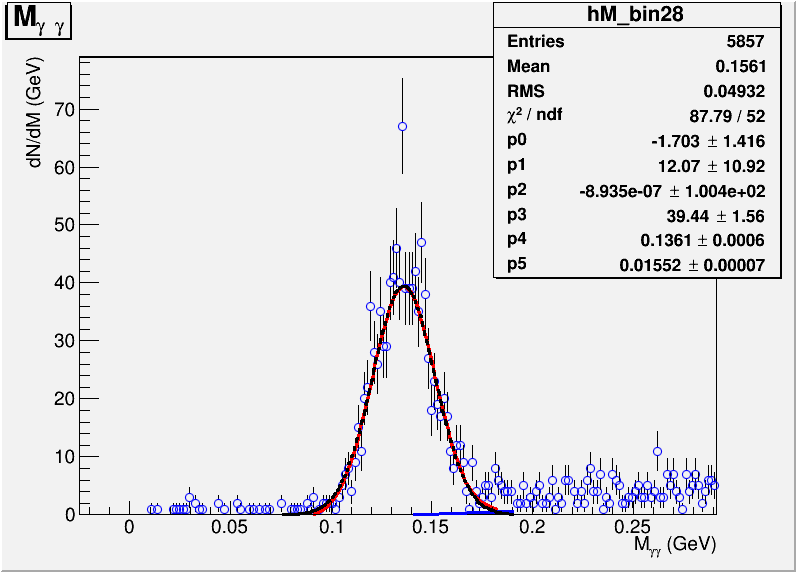 M γ γ
hM_bin28
Entries 5857
Mean 0.1561
RMS 0.04932
χ² / ndf 87.79 / 52
p0 -1.703 ± 1.416
p1 12.07 ± 10.92
p2 -8.935e-07 ± 1.004e+02
p3 39.44 ± 1.56
p4 0.1361 ± 0.0006
p5 0.01552 ± 0.00007
dN/dM (GeV)
70
60
50
40
30
20
10
0
0 0.05 0.1 0.15 0.2 0.25
Mγγ (GeV)